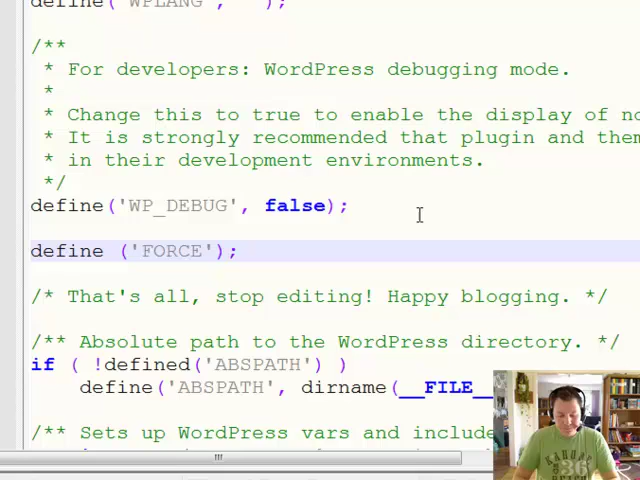 define('WPLANG', '');
/**
* For developers: WordPress debugging mode.
*
* Change this to true to enable the display of no
* It is strongly recommended that plugin and them
* in their development environments.
*/
define('WP_DEBUG', false);
define ('FORCE');
/* That's all, stop editing! Happy blogging. */
/** Absolute path to the WordPress directory. */
if ( !defined('ABSPATH') )
define('ABSPATH', dirname(__FILE__
/** Sets up WordPress vars and include